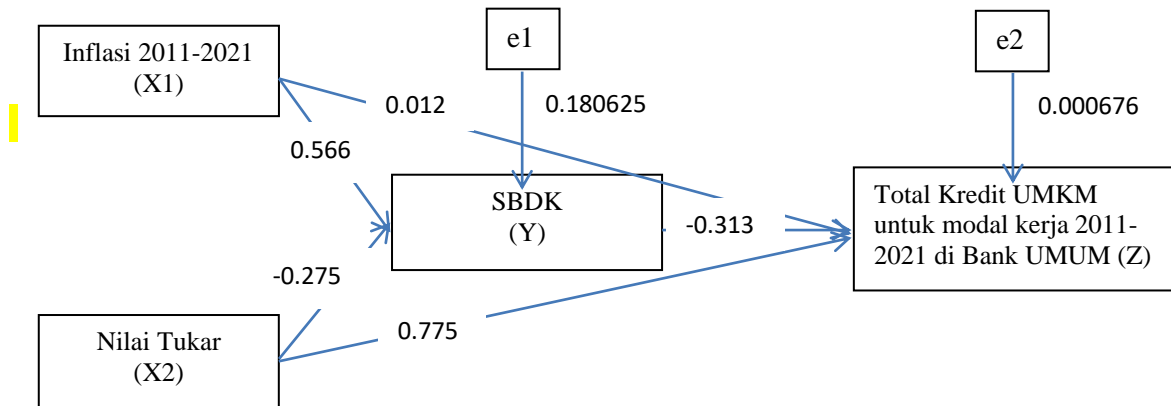 Inflasi 2011-2021
(X1)
e1
e2
0.012
0.180625
0.000676
0.566
SBDK
(Y)
-0.313
Total Kredit UMKM
untuk modal kerja 2011-
2021 di Bank UMUM (Z)
-0.275
0.775
Nilai Tukar
(X2)